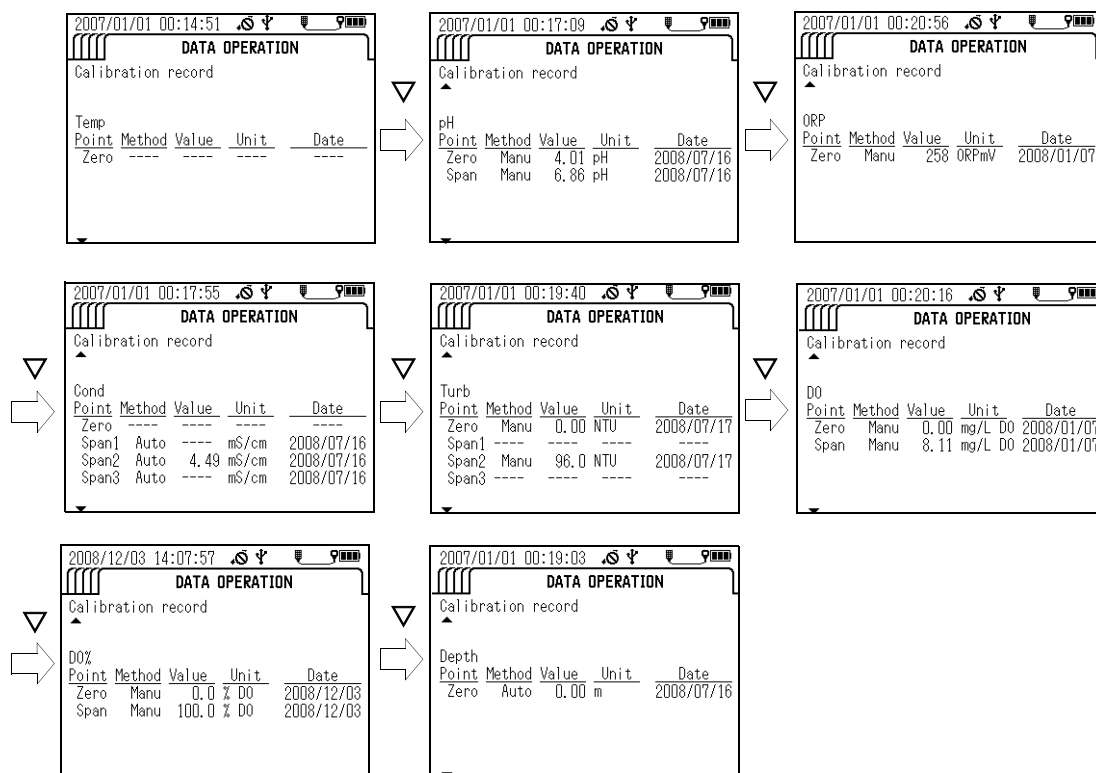 2007/01/01 00:14:51
DATA OPERATION
Calibration record
Temp
Point Method Value Unit Date
Zero ---- ---- ---- ----
2007/01/01 00:17:09
DATA OPERATION
Calibration record
pH
Point Method Value Unit Date
Zero Manu 4.01 pH 2008/07/16
Span Manu 6.86 pH 2008/07/16
2007/01/01 00:20:56
DATA OPERATION
Calibration record
ORP
Point Method Value Unit Date
Zero Manu 258 ORPmV 2008/01/07
2007/01/01 00:17:55
DATA OPERATION
Calibration record
Cond
Point Method Value Unit Date
Zero ---- ---- ---- ----
Span1 Auto ---- mS/cm 2008/07/16
Span2 Auto 4.49 mS/cm 2008/07/16
Span3 Auto ---- mS/cm 2008/07/16
2007/01/01 00:19:40
DATA OPERATION
Calibration record
Turb
Point Method Value Unit Date
Zero Manu 0.00 NTU 2008/07/17
Span1 ---- ---- ---- ----
Span2 Manu 96.0 NTU 2008/07/17
Span3 ---- ---- ---- ----
2007/01/01 00:20:16
DATA OPERATION
Calibration record
DO
Point Method Value Unit Date
Zero Manu 0.00 mg/L DO 2008/01/07
Span Manu 8.11 mg/L DO 2008/01/07
2008/12/03 14:07:57
DATA OPERATION
Calibration record
DO%
Point Method Value Unit Date
Zero Manu 0.0 % DO 2008/12/03
Span Manu 100.0 % DO 2008/12/03
2007/01/01 00:19:03
DATA OPERATION
Calibration record
Depth
Point Method Value Unit Date
Zero Auto 0.00 m 2008/07/16